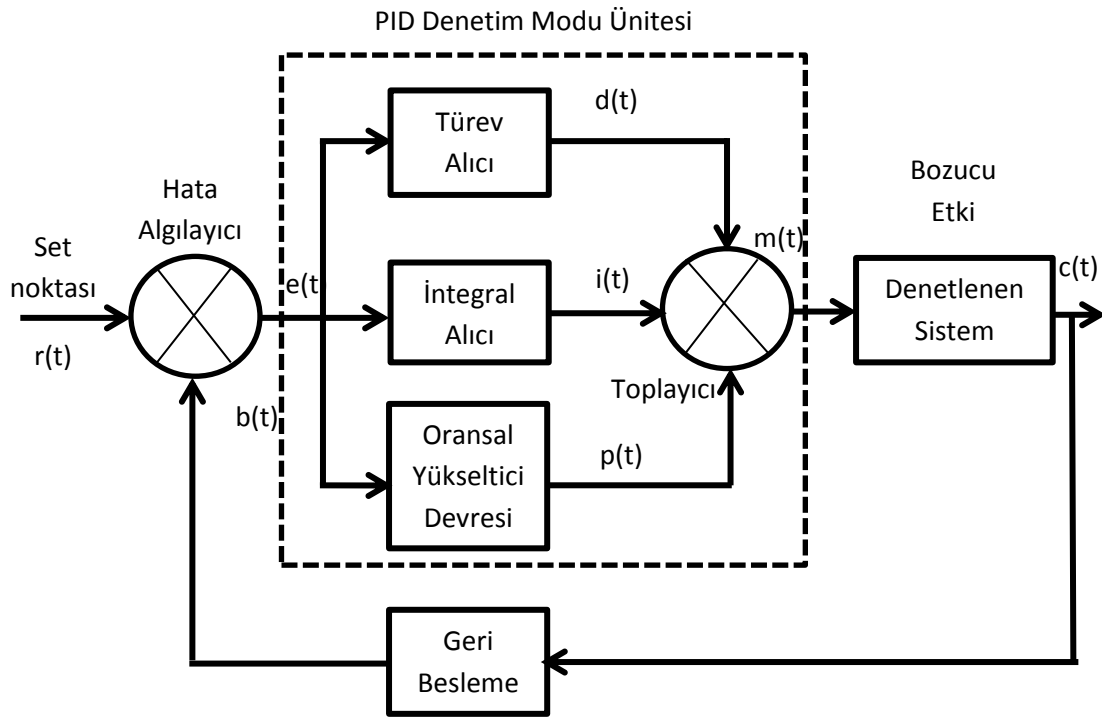 PID Denetim Modu Ünitesi
Türev
Alıcı
d(t)
Hata
Algılayıcı
Bozucu
Etki
Set
noktası
r(t)
e(t
İntegral
Alıcı
i(t)
m(t)
Denetlenen
Sistem
c(t)
Toplayıcı
b(t)
Oransal
Yükseltici
Devresi
p(t)
Geri
Besleme